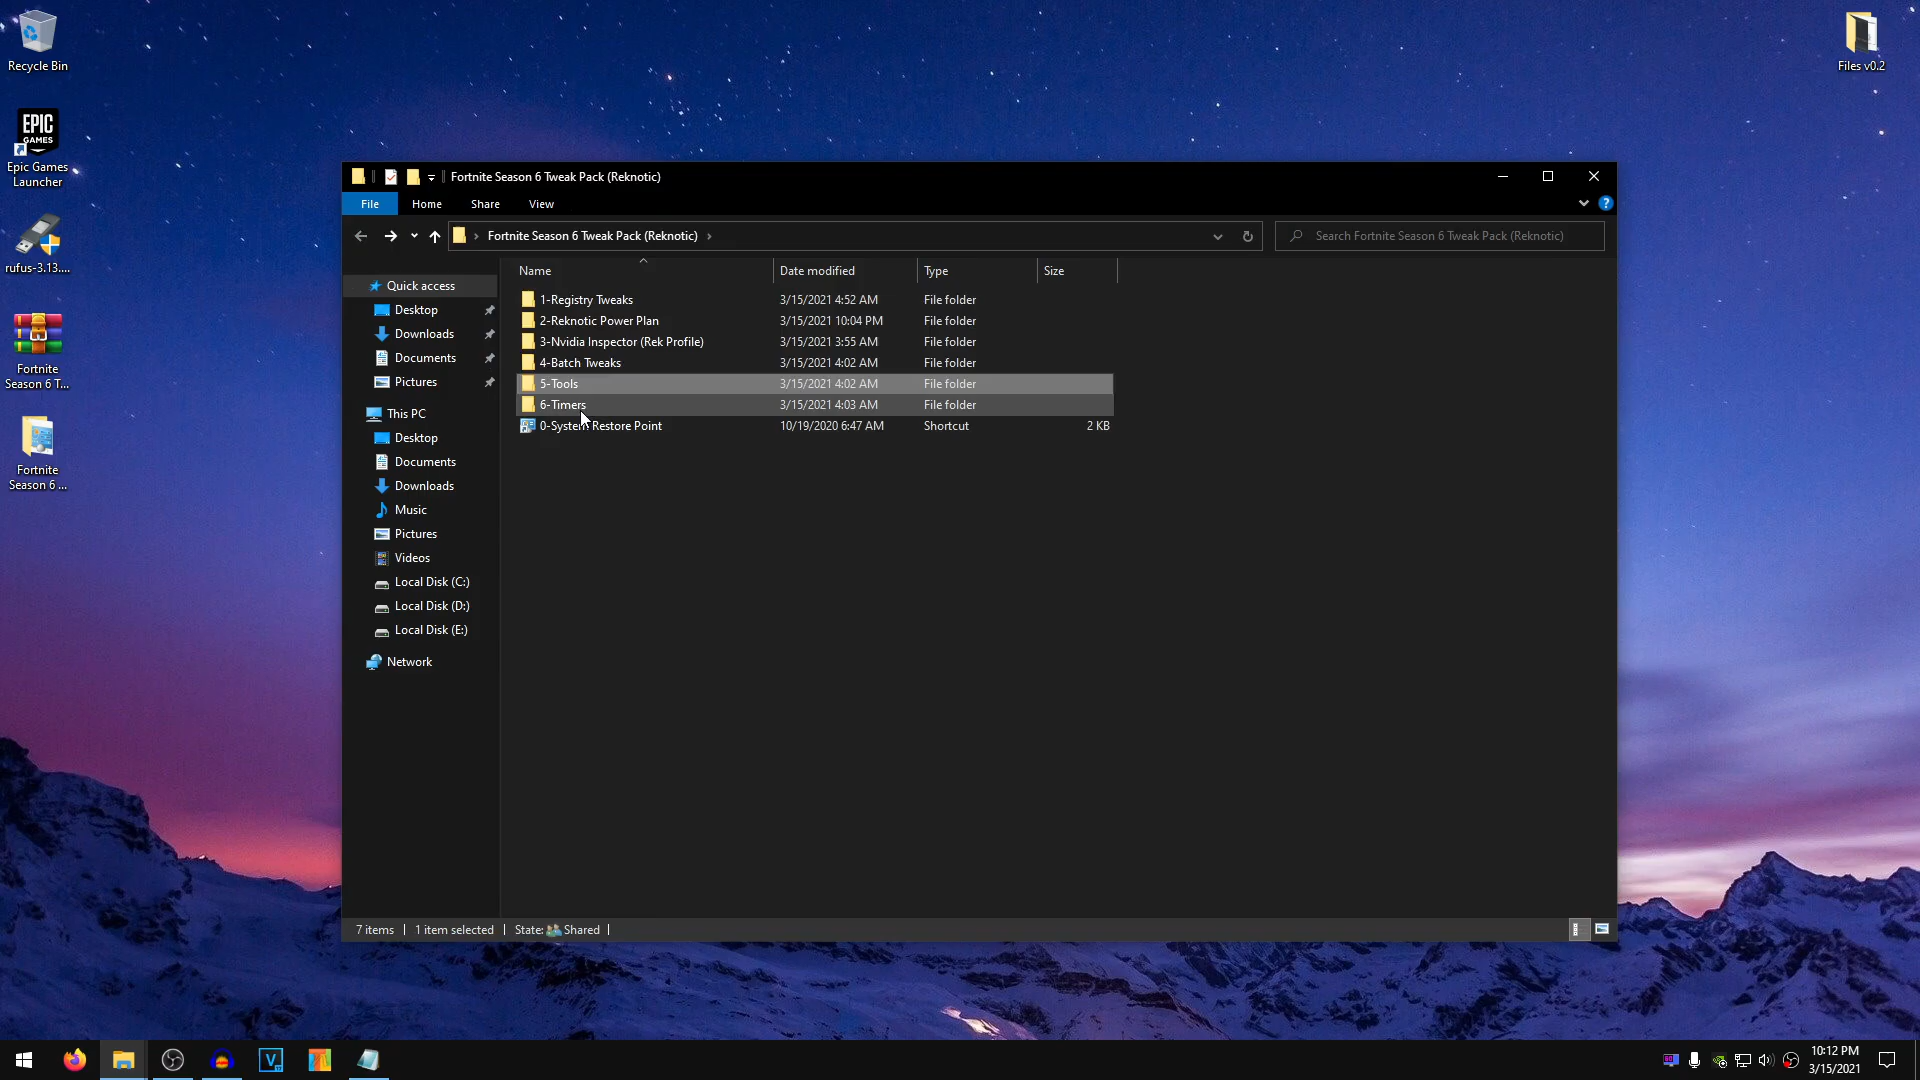 Recycle Bin
EPIC
GAMES
Epic Games
Launcher
rufus-3.13....
Fortnite
Season 6 T...
Fortnite
Season 6 ...
Files v0.2
Fortnite Season 6 Tweak Pack (Reknotic)
File Home Share View
Fortnite Season 6 Tweak Pack (Reknotic)
Search Fortnite Season 6 Tweak Pack (Reknotic)
Name Date modified Type Size
Quick access
Desktop
Downloads
Documents
Pictures
This PC
Desktop
Documents
Downloads
Music
Pictures
Videos
Local Disk (C:)
Local Disk (D:)
Local Disk (E:)
Network
1-Registry Tweaks 3/15/2021 4:52 AM File folder
2-Reknotic Power Plan 3/15/2021 10:04 PM File folder
3-Nvidia Inspector (Rek Profile) 3/15/2021 3:55 AM File folder
4-Batch Tweaks 3/15/2021 4:02 AM File folder
5-Tools 3/15/2021 4:02 AM File folder
6-Timers 3/15/2021 4:03 AM File folder
0-System Restore Point 10/19/2020 6:47 AM Shortcut 2 KB
7 items 1 item selected State: Shared
10:12 PM
3/15/2021